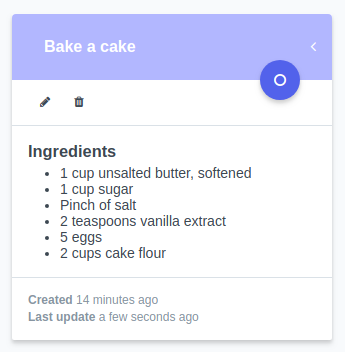 Bake a cake
Ingredients
1 cup unsalted butter, softened
1 cup sugar
Pinch of salt
2 teaspoons vanilla extract
5 eggs
2 cups cake flour
Created 14 minutes ago
Last update a few seconds ago